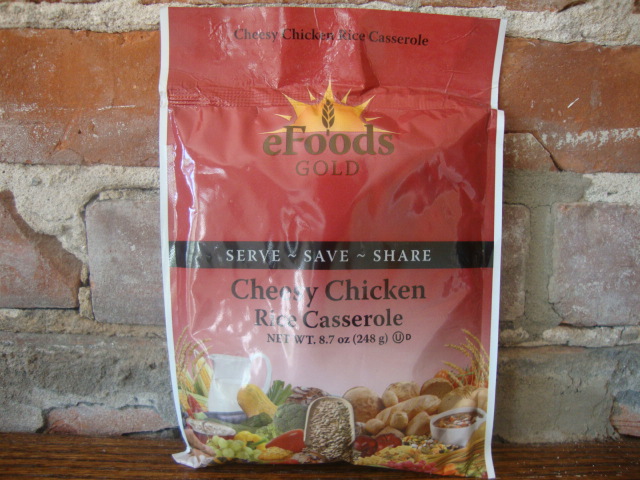 Cheesy Chicken Rice Casserole
eFoods
GOLD
SERVE ~ SAVE ~ SHARE
Cheesy Chicken
Rice Casserole
NET WT. 8.7 oz (248 g) Ⓤ D